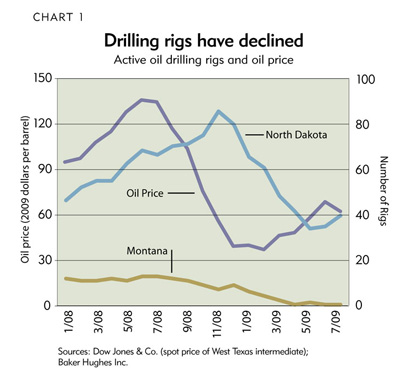 CHART 1
Drilling rigs have declined
Active oil drilling rigs and oil price
Oil price (2009 dollars per barrel)
150
120
90
60
30
0
100
80
60
40
20
0
Number of Rigs
North Dakota
Oil Price
Montana
1/08
3/08
5/08
7/08
9/08
11/08
1/09
3/09
5/09
7/09
Sources: Dow Jones & Co. (spot price of West Texas intermediate);
Baker Hughes Inc.